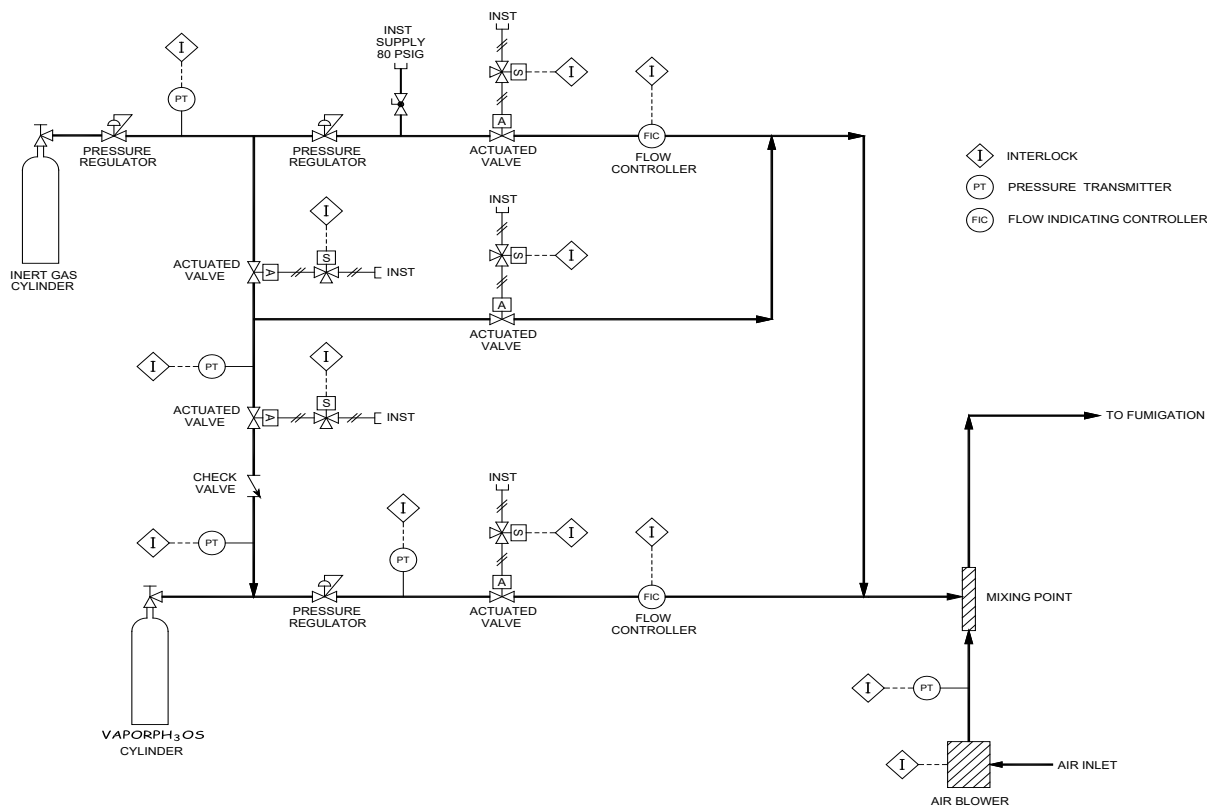 INST
SUPPLY
80 PSIG
INST
I
S
I
I
I
PT
A
FIC
PRESSURE
REGULATOR
PRESSURE
REGULATOR
ACTUATED
VALVE
FLOW
CONTROLLER
I
INTERLOCK
PT
PRESSURE TRANSMITTER
FIC
FLOW INDICATING CONTROLLER
INERT GAS
CYLINDER
I
S
ACTUATED
VALVE
A
INST
INST
S
I
A
ACTUATED
VALVE
I
PT
I
S
ACTUATED
VALVE
A
INST
TO FUMIGATION
CHECK
VALVE
I
PT
INST
I
S
I
I
PT
A
FIC
PRESSURE
REGULATOR
ACTUATED
VALVE
FLOW
CONTROLLER
MIXING POINT
VAPORPH3OS
CYLINDER
I
PT
I
AIR INLET
AIR BLOWER